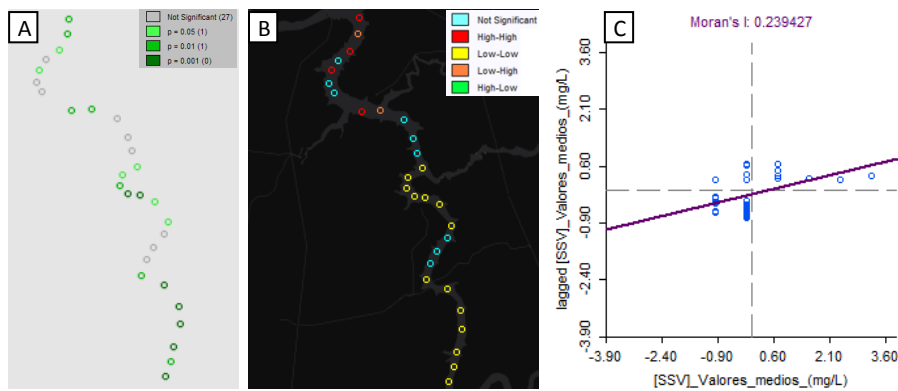 A
Not Significant (27)
p = 0.05 (1)
p = 0.01 (1)
p = 0.001 (0)
B
Not Significant
High-High
Low-Low
Low-High
High-Low
C
Moran's I: 0.239427
lagged [SSV]_Valores_medios_(mg/L)
3.60
2.10
0.60
-0.90
-2.40
-3.90
-3.90 -2.40 -0.90 0.60 2.10 3.60
[SSV]_Valores_medios_(mg/L)